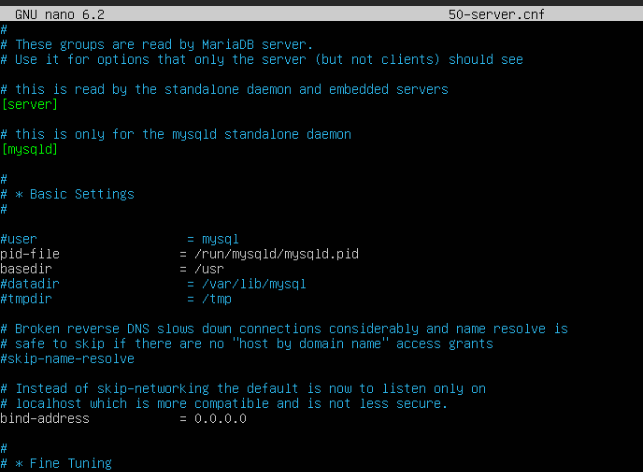 GNU nano 6.2 50-server.cnf
#
# These groups are read by MariaDB server.
# Use it for options that only the server (but not clients) should see
# this is read by the standalone daemon and embedded servers
[server]
# this is only for the mysqld standalone daemon
[mysqld]
#
# * Basic Settings
#
#user = mysql
pid-file = /run/mysqld/mysqld.pid
basedir = /usr
#datadir = /var/lib/mysql
#tmpdir = /tmp
# Broken reverse DNS slows down connections considerably and name resolve is
# safe to skip if there are no "host by domain name" access grants
#skip-name-resolve
# Instead of skip-networking the default is now to listen only on
# localhost which is more compatible and is not less secure.
bind-address = 0.0.0.0
#
# * Fine Tuning